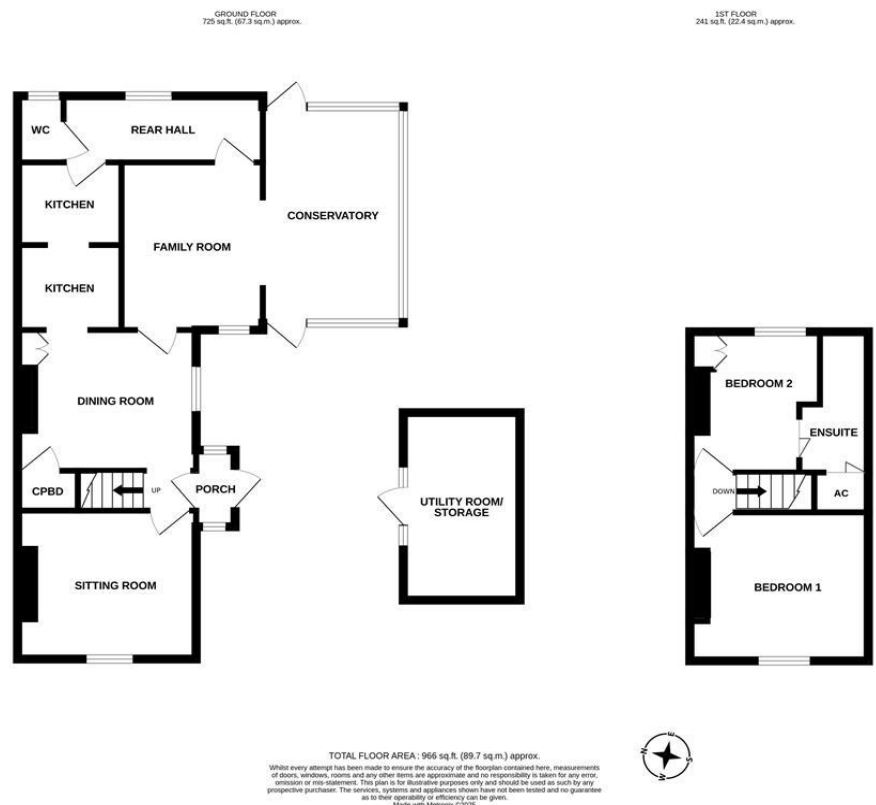 GROUND FLOOR
725 sq.ft. (67.3 sq.m.) approx.
1ST FLOOR
241 sq.ft. (22.4 sq.m.) approx.
WC
REAR HALL
KITCHEN
CONSERVATORY
FAMILY ROOM
KITCHEN
DINING ROOM
CPBD
UP
PORCH
SITTING ROOM
UTILITY ROOM/
STORAGE
BEDROOM 2
ENSUITE
DOWN
AC
BEDROOM 1
N
E
S
W
TOTAL FLOOR AREA : 966 sq.ft. (89.7 sq.m.) approx.
Whilst every attempt has been made to ensure the accuracy of the floorplan contained here, measurements
of doors, windows, rooms and any other items are approximate and no responsibility is taken for any error,
omission or mis-statement. This plan is for illustrative purposes only and should be used as such by any
prospective purchaser. The services, systems and appliances shown have not been tested and no guarantee
as to their operability or efficiency can be given.
Made with Metropix ©2025